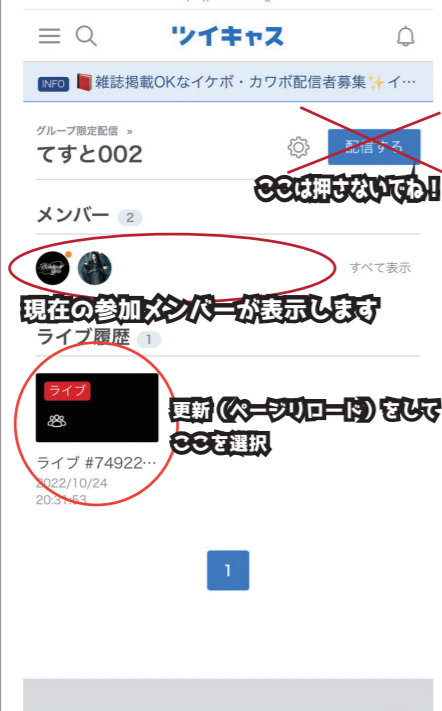 ツイキャス
INFO 雑誌掲載OKなイケボ・カワボ配信者募集✨イ…
グループ限定配信 »
てすと002
配信する
ここは押さないでね!
メンバー 2
すべて表示
現在の参加メンバーが表示します
ライブ履歴 1
ライブ
更新(ページリロード)をして
ここを選択
ライブ #74922…
2022/10/24
20:31:53
1